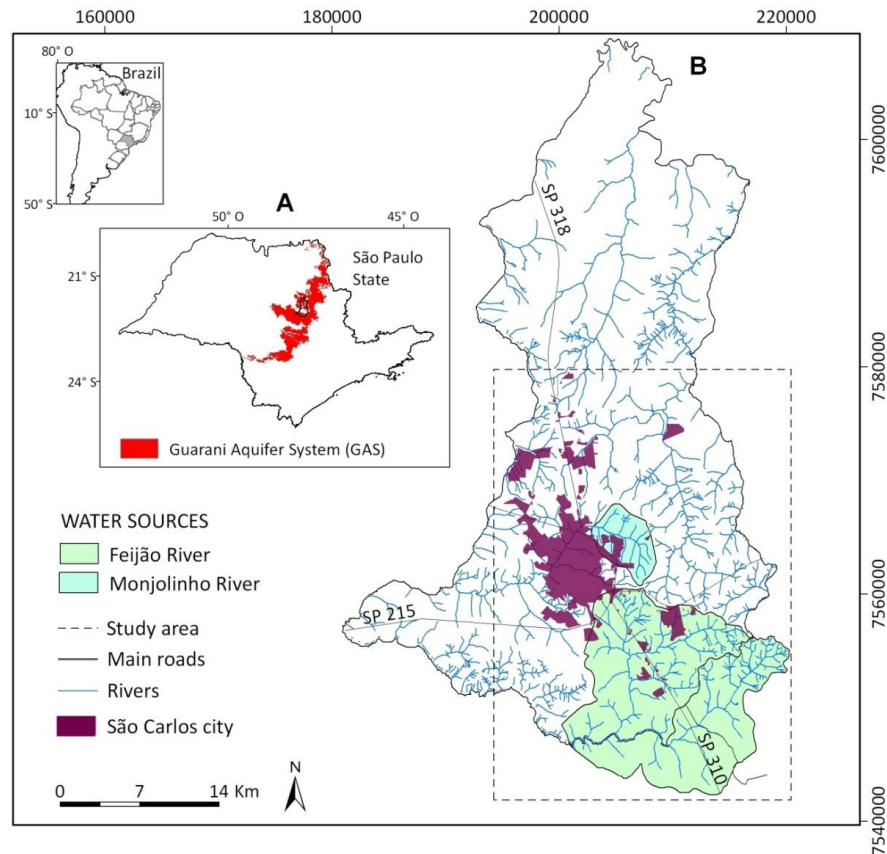 160000 180000 200000 220000
80° O
Brazil
10° S
50° S
B
7600000
A
50° O 45° O
São Paulo
State
21° S
24° S
Guarani Aquifer System (GAS)
SP 318
7580000
WATER SOURCES
Feijão River
Monjolinho River
Study area
Main roads
Rivers
São Carlos city
SP 215
7560000
SP 310
0 7 14 Km
N
7540000